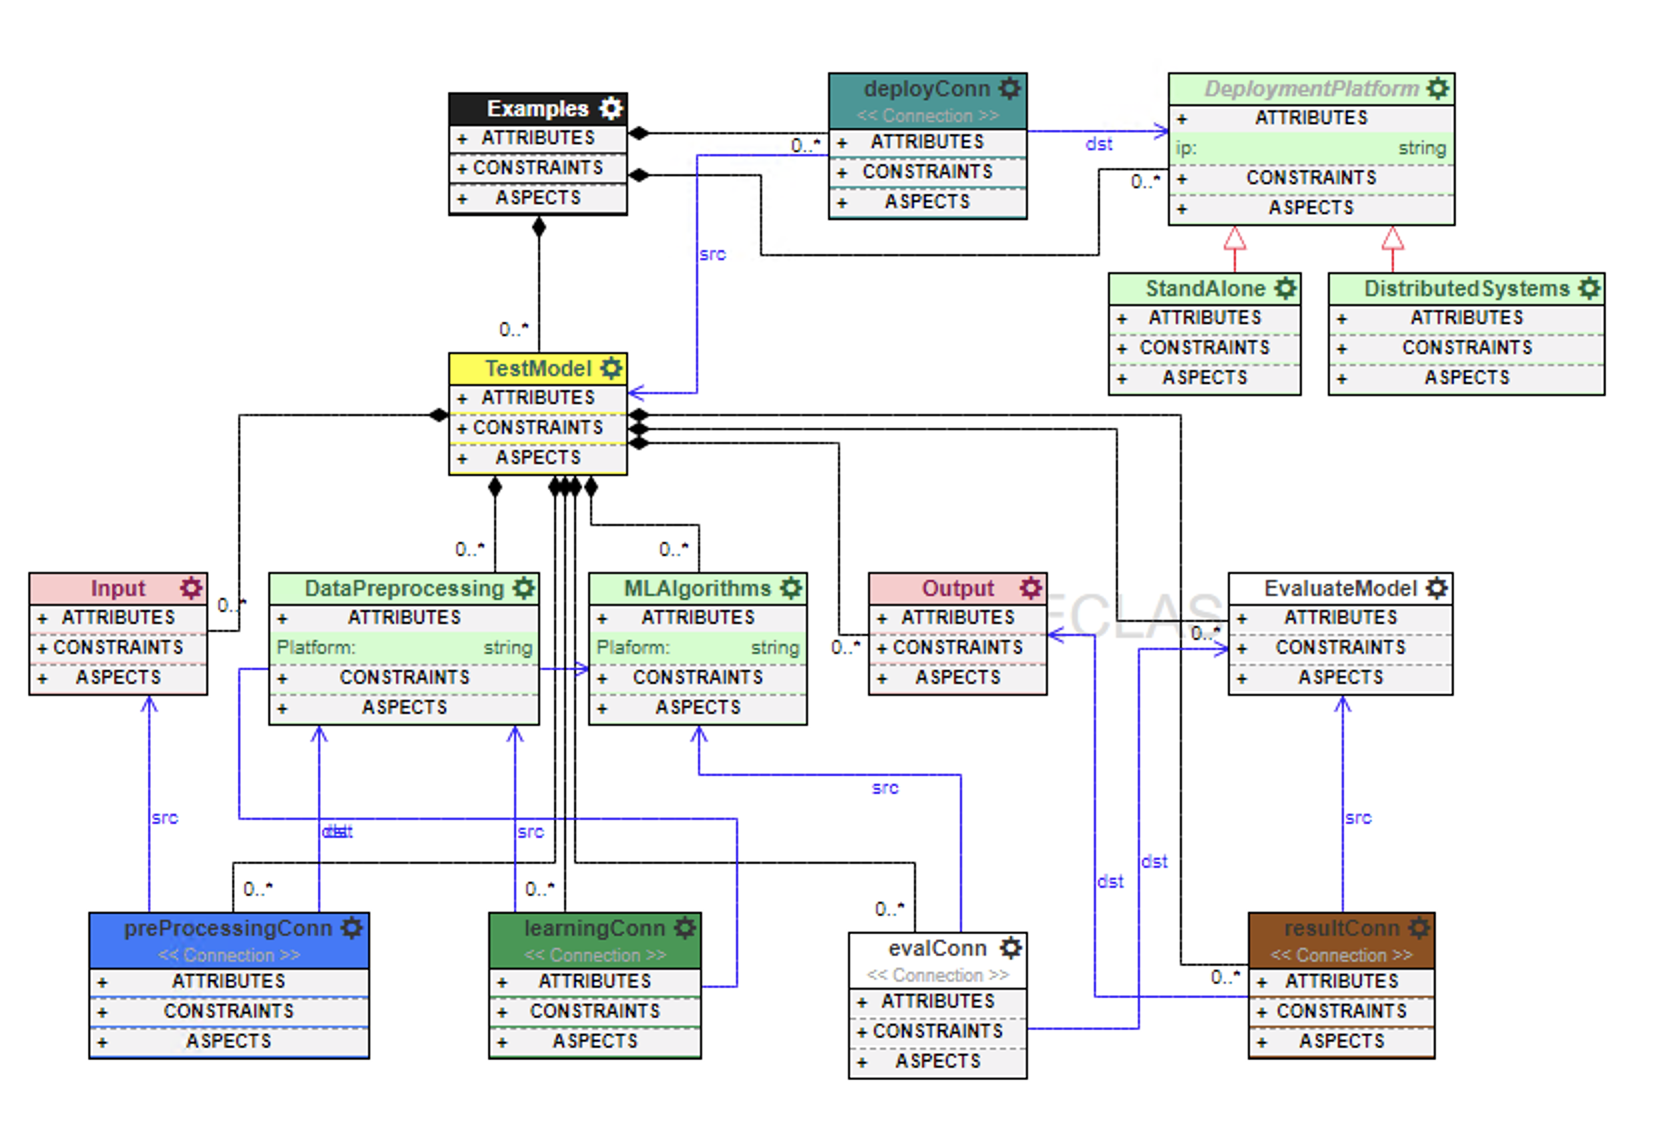 Examples
+ ATTRIBUTES
+ CONSTRAINTS
+ ASPECTS
deployConn
<< Connection >>
+ ATTRIBUTES
+ CONSTRAINTS
+ ASPECTS
DeploymentPlatform
+ ATTRIBUTES
ip: string
+ CONSTRAINTS
+ ASPECTS
0..*
dst
0..*
src
StandAlone
+ ATTRIBUTES
+ CONSTRAINTS
+ ASPECTS
DistributedSystems
+ ATTRIBUTES
+ CONSTRAINTS
+ ASPECTS
0..*
TestModel
+ ATTRIBUTES
+ CONSTRAINTS
+ ASPECTS
0..*
0..*
Input
+ ATTRIBUTES
+ CONSTRAINTS
+ ASPECTS
0..*
DataPreprocessing
+ ATTRIBUTES
Platform: string
+ CONSTRAINTS
+ ASPECTS
MLAlgorithms
+ ATTRIBUTES
Plaform: string
+ CONSTRAINTS
+ ASPECTS
0..*
Output
+ ATTRIBUTES
+ CONSTRAINTS
+ ASPECTS
ECLAS
0..*
EvaluateModel
+ ATTRIBUTES
+ CONSTRAINTS
+ ASPECTS
src
dst
src
src
src
dst
dst
0..*
0..*
0..*
0..*
preProcessingConn
<< Connection >>
+ ATTRIBUTES
+ CONSTRAINTS
+ ASPECTS
learningConn
<< Connection >>
+ ATTRIBUTES
+ CONSTRAINTS
+ ASPECTS
evalConn
<< Connection >>
+ ATTRIBUTES
+ CONSTRAINTS
+ ASPECTS
resultConn
<< Connection >>
+ ATTRIBUTES
+ CONSTRAINTS
+ ASPECTS